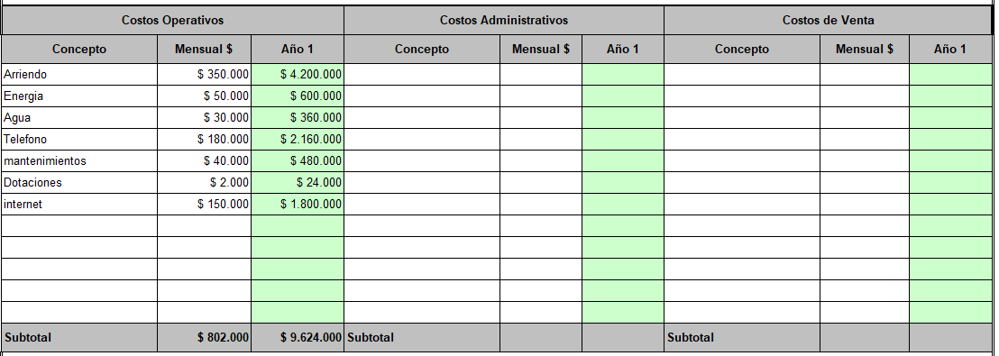 Costos Operativos Costos Administrativos Costos de Venta
Concepto Mensual $ Año 1 Concepto Mensual $ Año 1 Concepto Mensual $ Año 1
Arriendo $ 350.000 $ 4.200.000
Energia $ 50.000 $ 600.000
Agua $ 30.000 $ 360.000
Telefono $ 180.000 $ 2.160.000
mantenimientos $ 40.000 $ 480.000
Dotaciones $ 2.000 $ 24.000
internet $ 150.000 $ 1.800.000
Subtotal $ 802.000 $ 9.624.000 Subtotal Subtotal